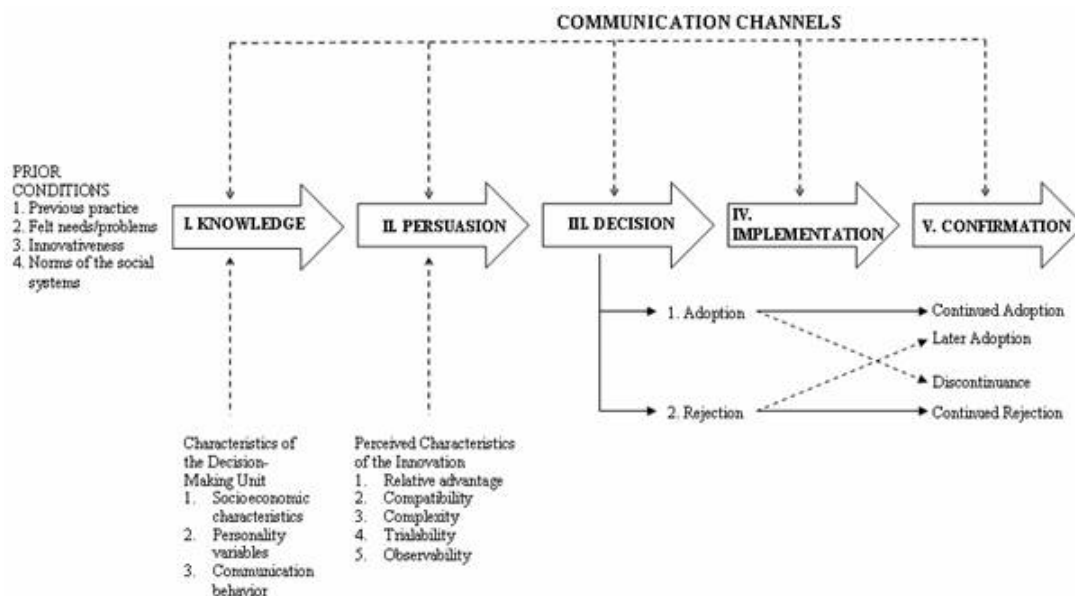 COMMUNICATION CHANNELS
PRIOR
CONDITIONS
1. Previous practice
2. Felt needs/problems
3. Innovativeness
4. Norms of the social
systems
I. KNOWLEDGE
II. PERSUASION
III. DECISION
IV.
IMPLEMENTATION
V. CONFIRMATION
1. Adoption
2. Rejection
Continued Adoption
Later Adoption
Discontinuance
Continued Rejection
Characteristics of
the Decision-
Making Unit
1. Socioeconomic
characteristics
2. Personality
variables
3. Communication
behavior
Perceived Characteristics
of the Innovation
1. Relative advantage
2. Compatibility
3. Complexity
4. Trialability
5. Observability